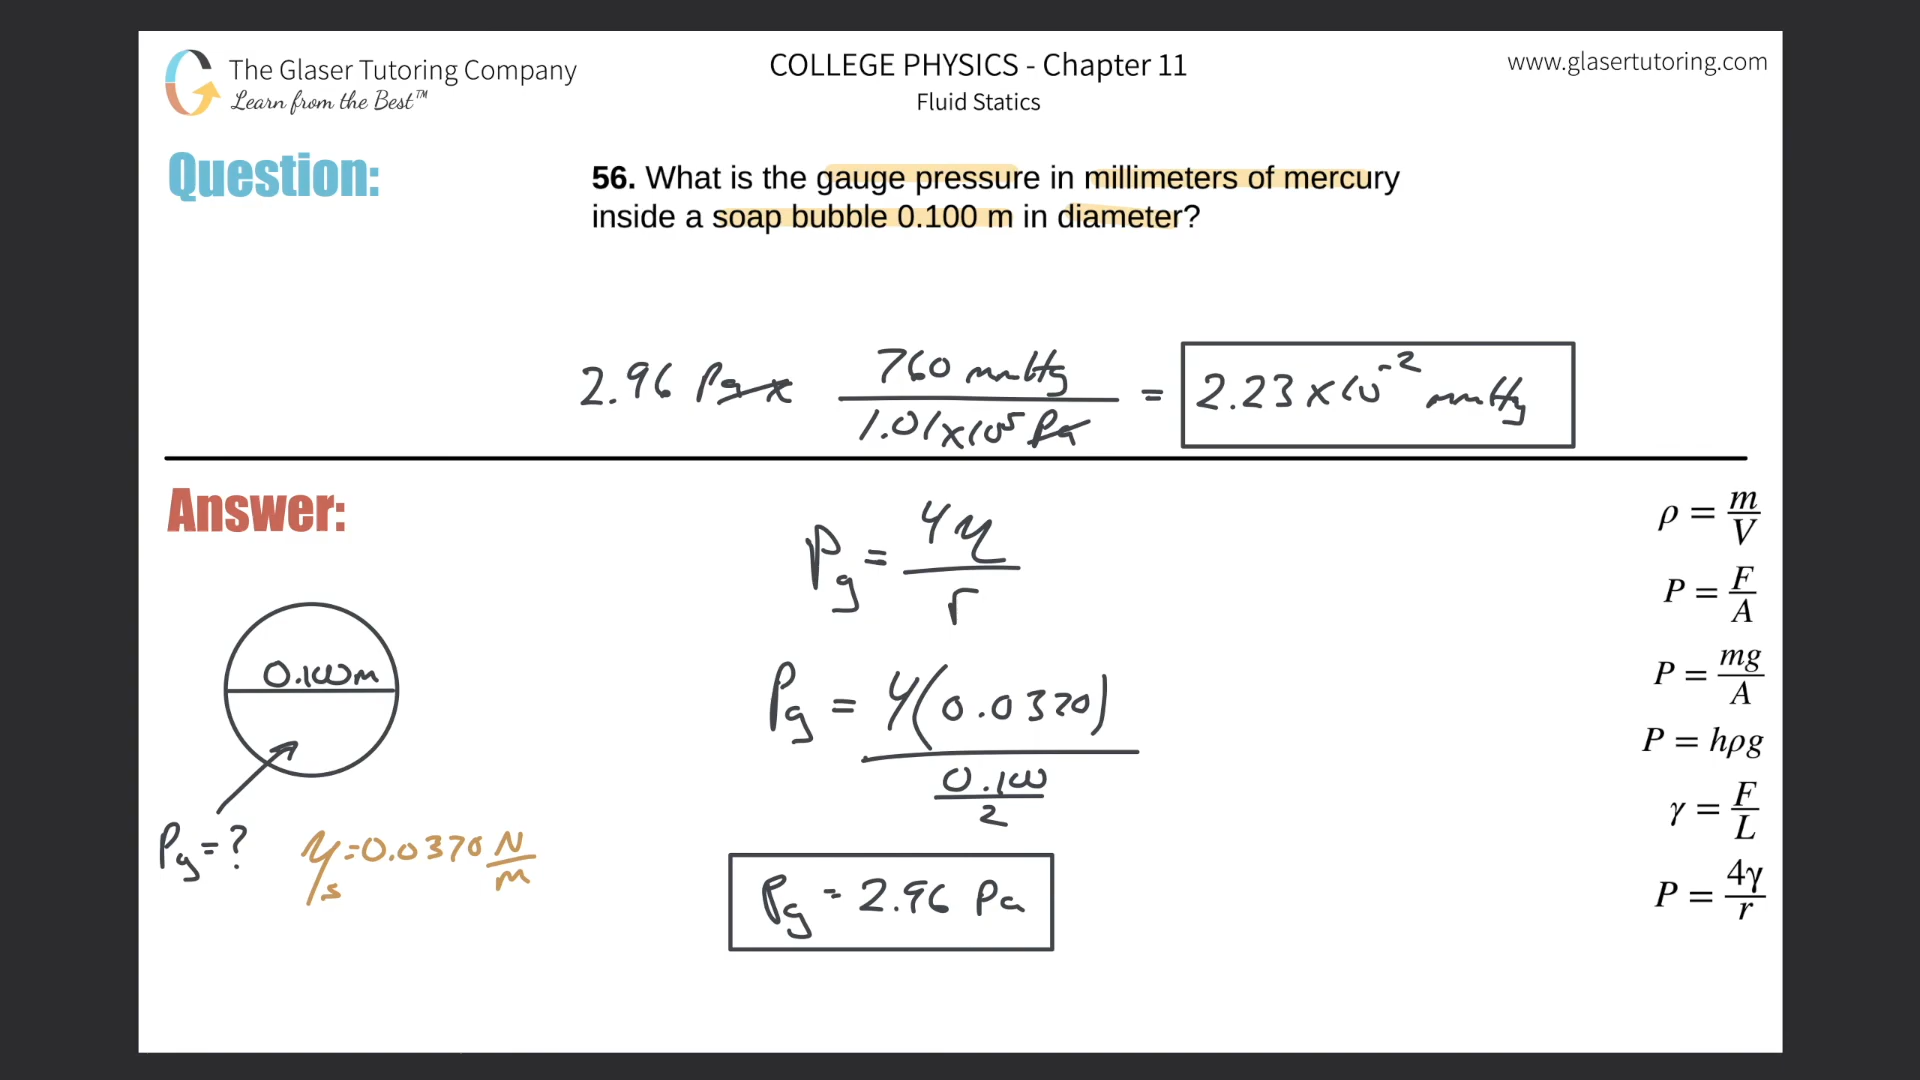 The Glaser Tutoring Company
Learn from the Best™
COLLEGE PHYSICS - Chapter 11
Fluid Statics
www.glasertutoring.com
Question:
56. What is the gauge pressure in millimeters of mercury
inside a soap bubble 0.100 m in diameter?
2.96 Pa x 760 mmHg / 1.01x10⁵ Pa = 2.23 x 10⁻² mmHg
Answer:
0.100m
Pg = ?
γs = 0.0370 N/m
Pg = 4γ / r
Pg = 4(0.0370) / (0.100 / 2)
Pg = 2.96 Pa
ρ = m/V
P = F/A
P = mg/A
P = hρg
γ = F/L
P = 4γ/r